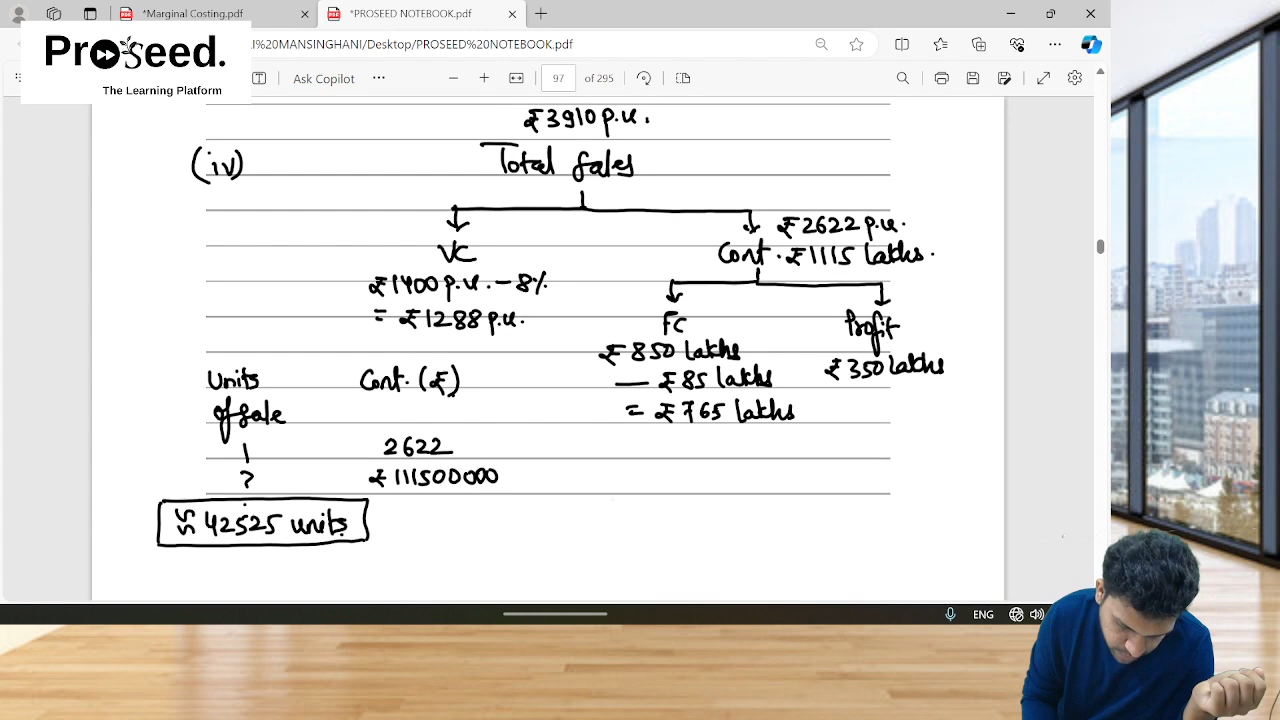 *Marginal Costing.pdf
*PROSEED NOTEBOOK.pdf
Proseed.
The Learning Platform
I%20MANSINGHANI/Desktop/PROSEED%20NOTEBOOK.pdf
Ask Copilot
97 of 295
₹3910 p.u.
(iv)
Total Sales
VC
₹2622 p.u.
Cont. ₹1115 lakhs.
₹1400 p.u. - 8%
= ₹1288 p.u.
FC
₹850 lakhs
— ₹85 lakhs
= ₹765 lakhs
Profit
₹350 lakhs
Units of Sale
Cont. (₹)
1
2622
?
₹111500000
≈ 42525 units
ENG